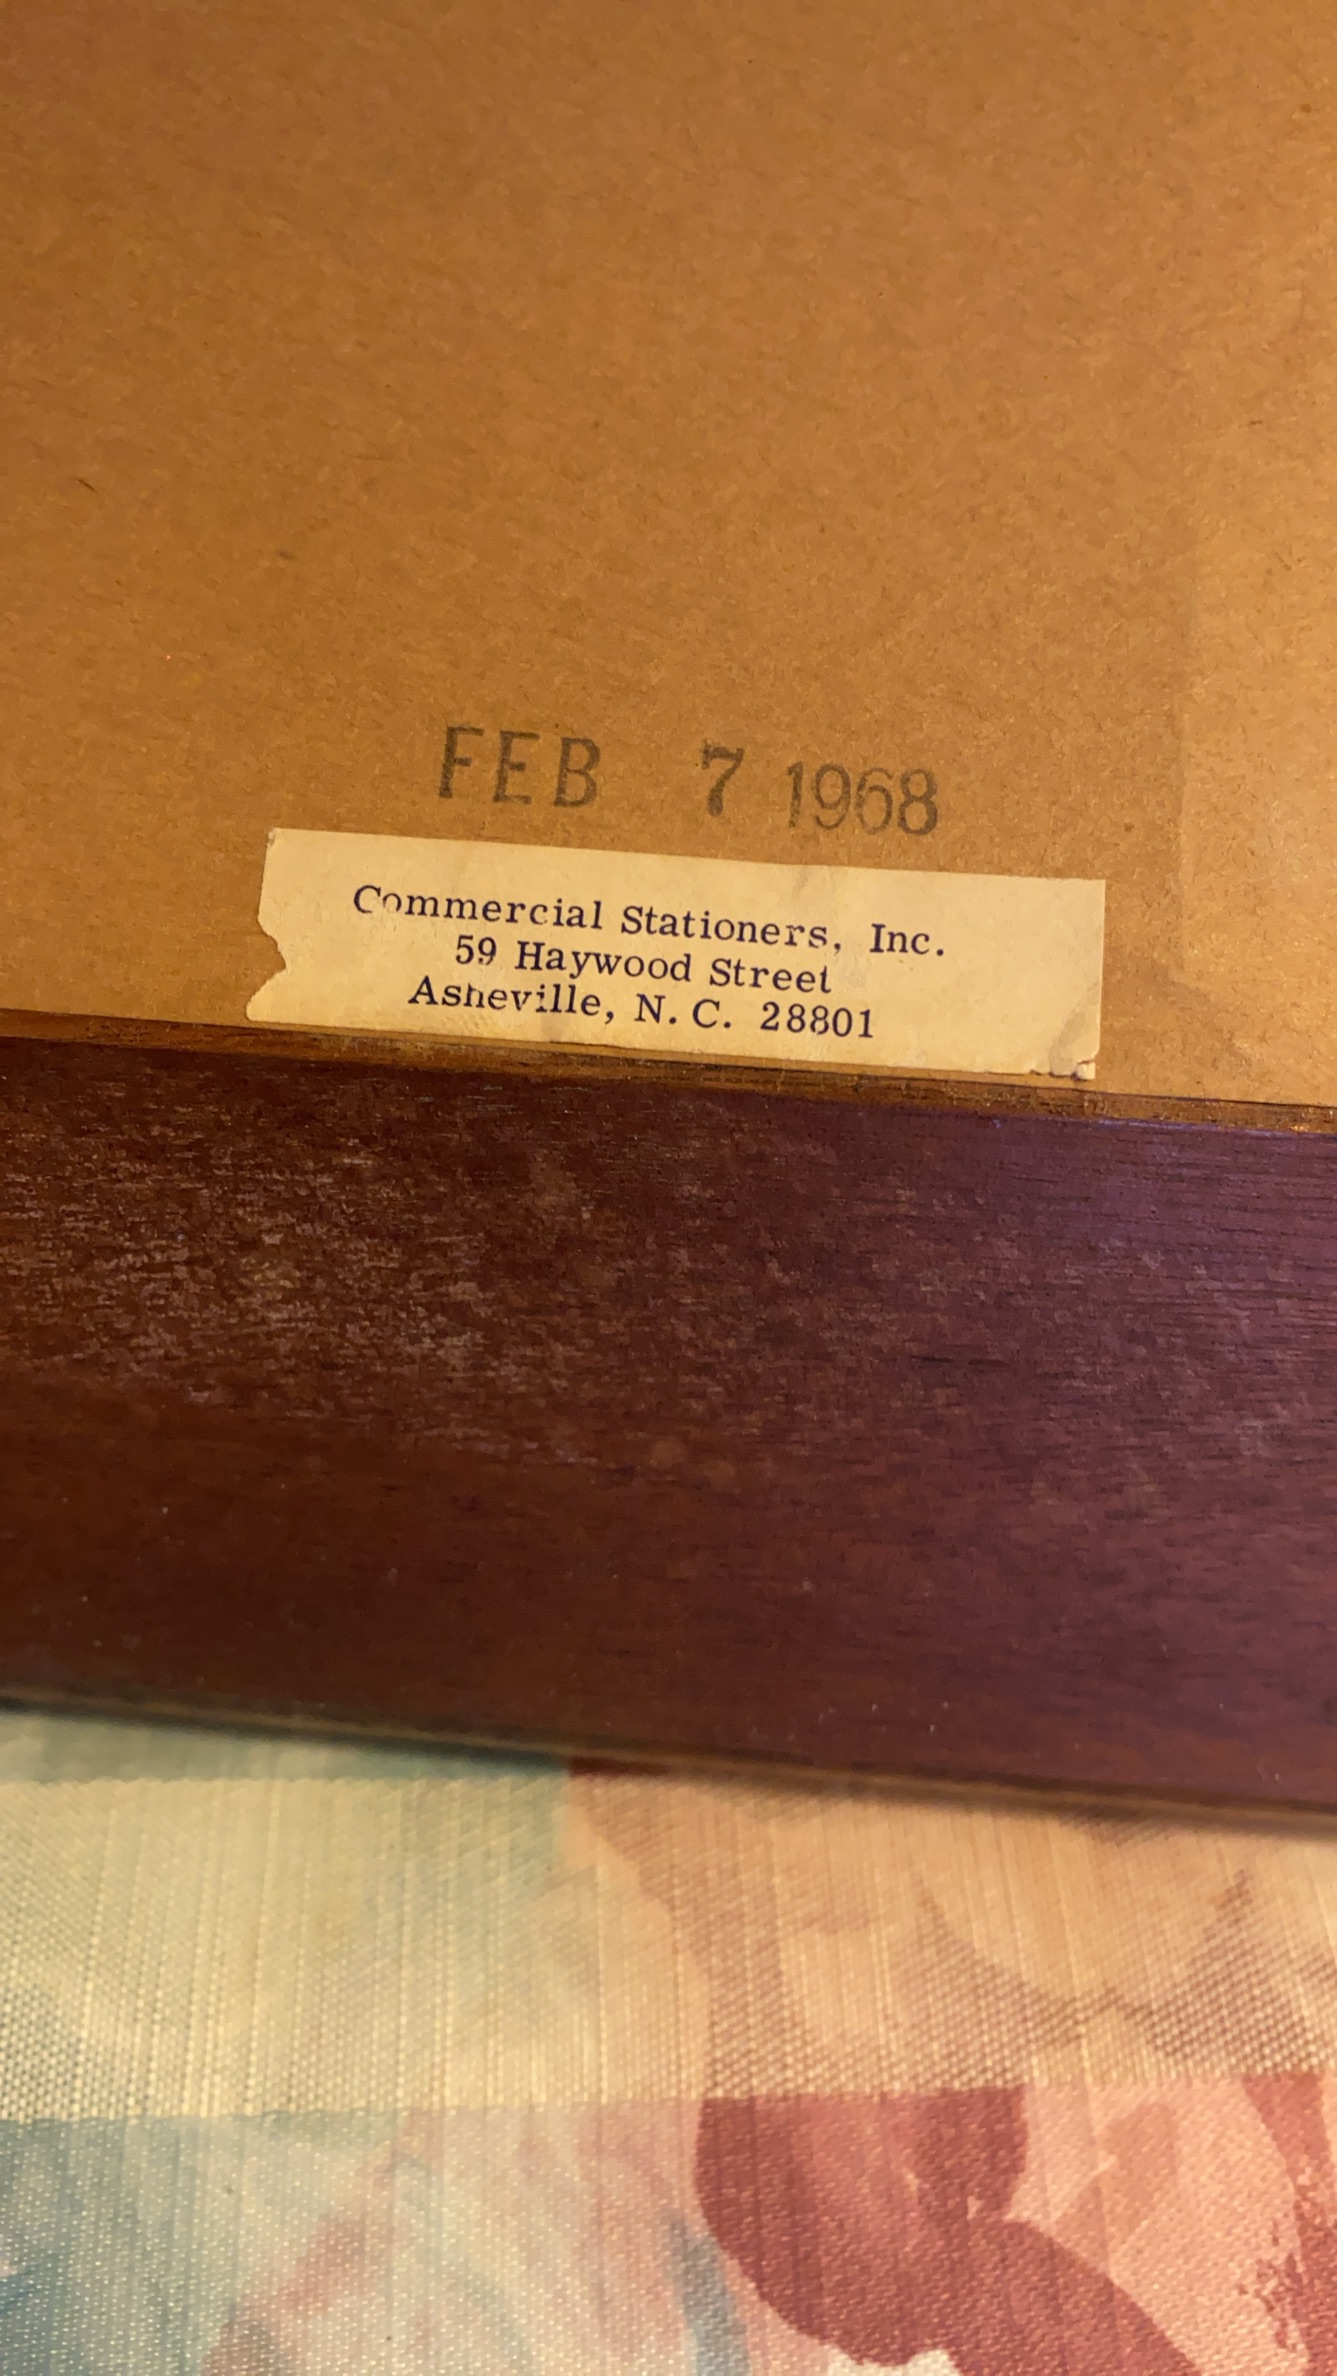 FEB 7 1968
Commercial Stationers, Inc.
59 Haywood Street
Asheville, N. C. 28801